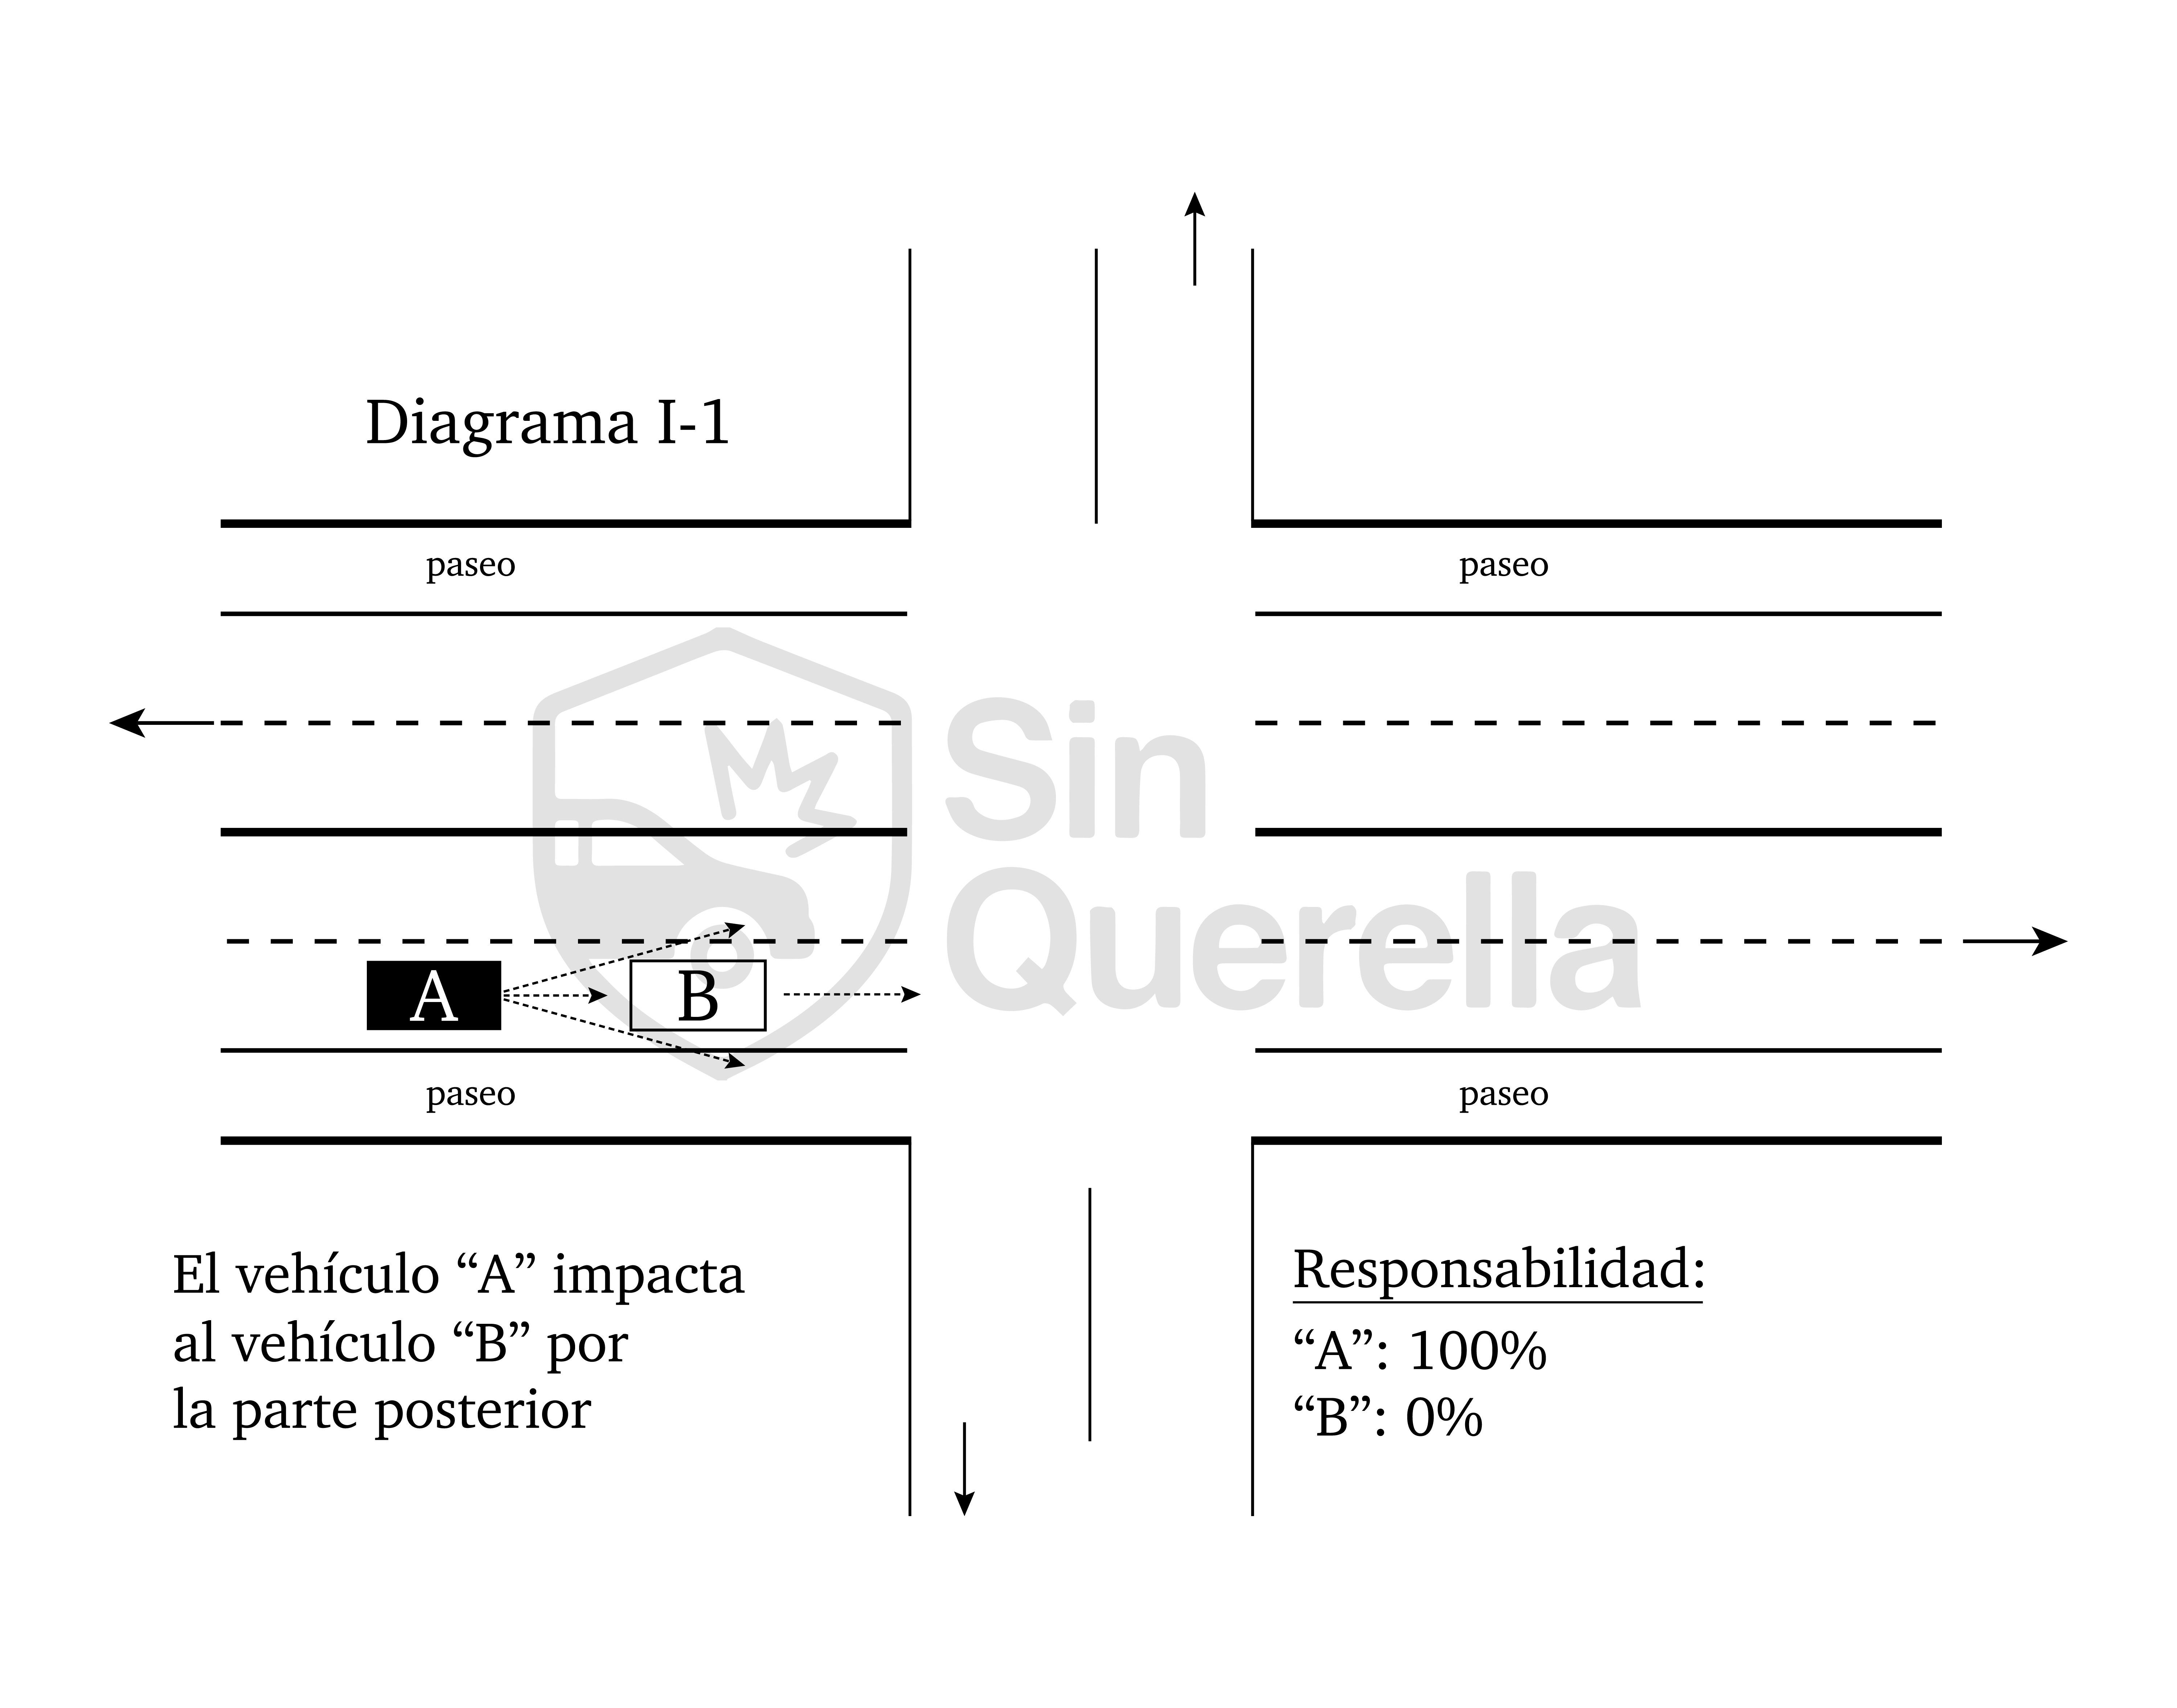 Diagrama I-1
paseo
paseo
Sin
Querella
A
B
paseo
paseo
El vehículo “A” impacta
al vehículo “B” por
la parte posterior
Responsabilidad:
“A”: 100%
“B”: 0%